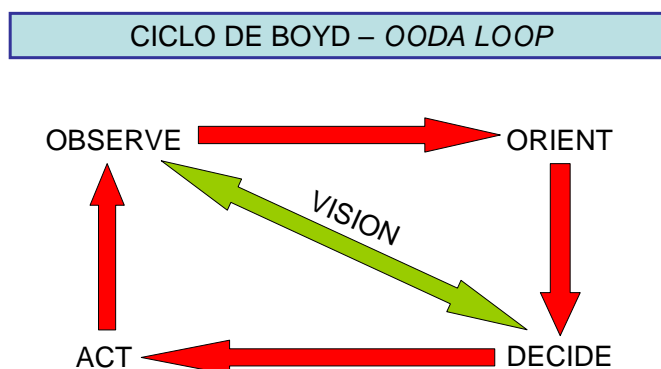 CICLO DE BOYD – OODA LOOP
OBSERVE
ORIENT
VISION
ACT
DECIDE